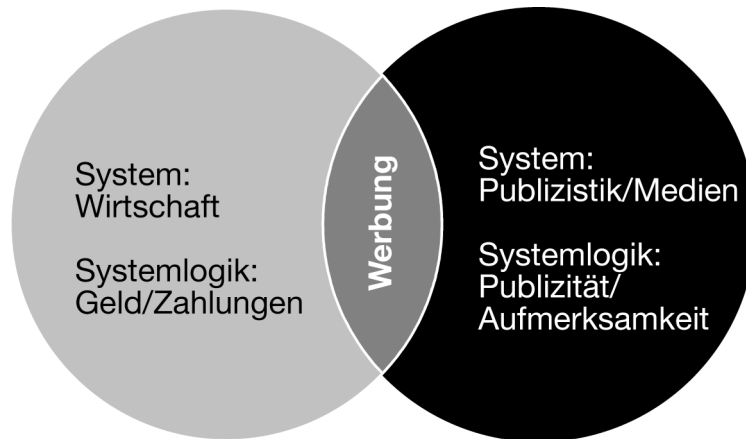 System:
Wirtschaft
Systemlogik:
Geld/Zahlungen
Werbung
System:
Publizistik/Medien
Systemlogik:
Publizität/
Aufmerksamkeit